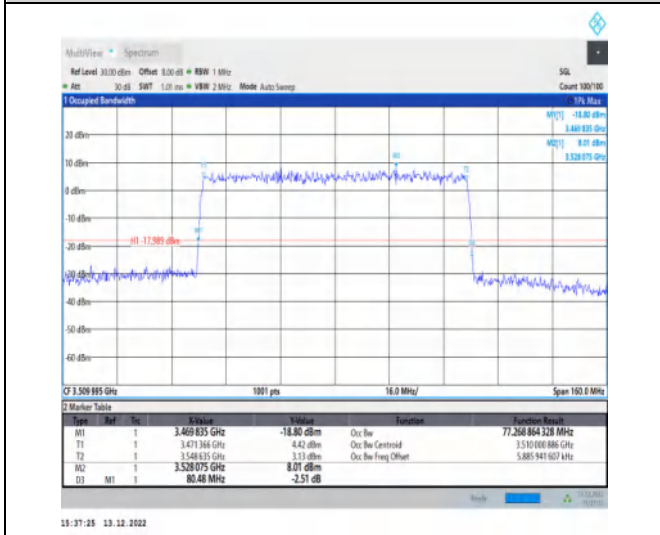 MultiView Spectrum
Ref Level 30.00 dBm Offset 8.00 dB RBW 1 MHz SGL
Att 30 dB SWT 1.01 ms VBW 2 MHz Mode Auto Sweep Count 100/100
1 Occupied Bandwidth 1Pk Max
M1[1] -18.80 dBm
3.469 835 GHz
M2[1] 8.01 dBm
3.528 075 GHz
20 dBm
10 dBm
0 dBm
-10 dBm
H1 -17.989 dBm
-20 dBm
-30 dBm
-40 dBm
-50 dBm
-60 dBm
CF 3.509 995 GHz 1001 pts 16.0 MHz/ Span 160.0 MHz
2 Marker Table
Type Ref Trc X-Value Y-Value Function Function Result
M1 1 3.469 835 GHz -18.80 dBm Occ Bw 77.268 864 328 MHz
T1 1 3.471 366 GHz 4.42 dBm Occ Bw Centroid 3.510 000 886 GHz
T2 1 3.548 635 GHz 3.13 dBm Occ Bw Freq Offset 5.885 941 607 kHz
M2 1 3.528 075 GHz 8.01 dBm
D3 M1 1 80.48 MHz -2.51 dB
Ready
15:37:25 13.12.2022